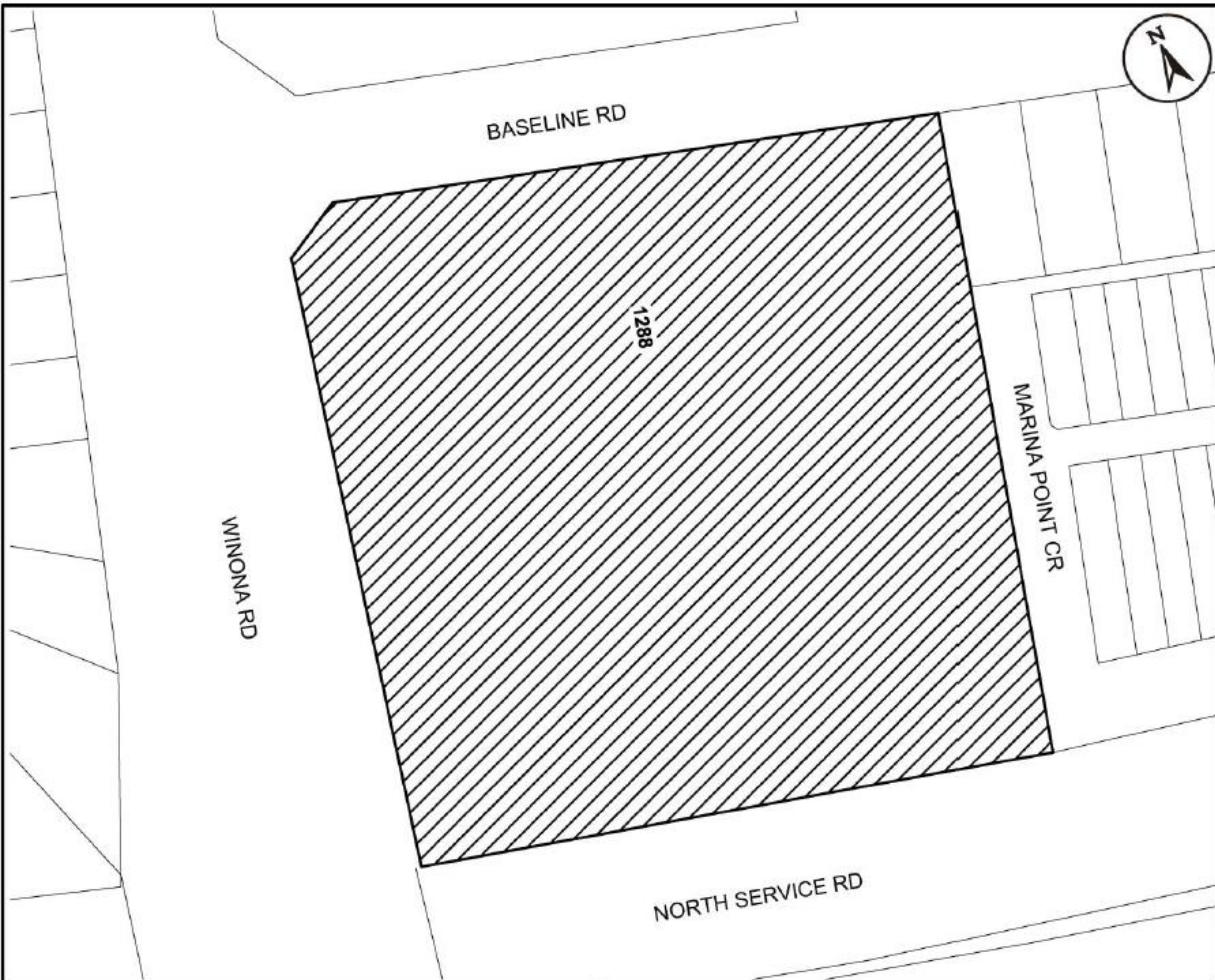 N
BASELINE RD
1288
MARINA POINT CR
WINONA RD
NORTH SERVICE RD